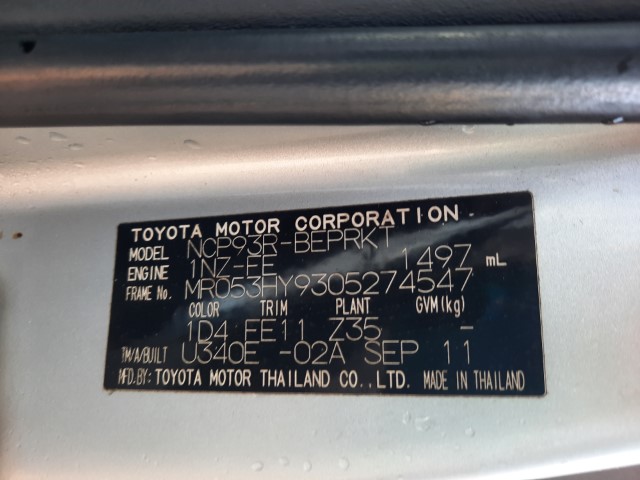 TOYOTA MOTOR CORPORATION
MODEL NCP93R-BEPRKT
ENGINE 1NZ-FE 1497 mL
FRAME No. MR053HY9305274547
COLOR TRIM PLANT GVM(kg)
1D4 EE11 Z35 -
TM/A/BUILT U340E -02A SEP 11
MFD.BY: TOYOTA MOTOR THAILAND CO.,LTD. MADE IN THAILAND